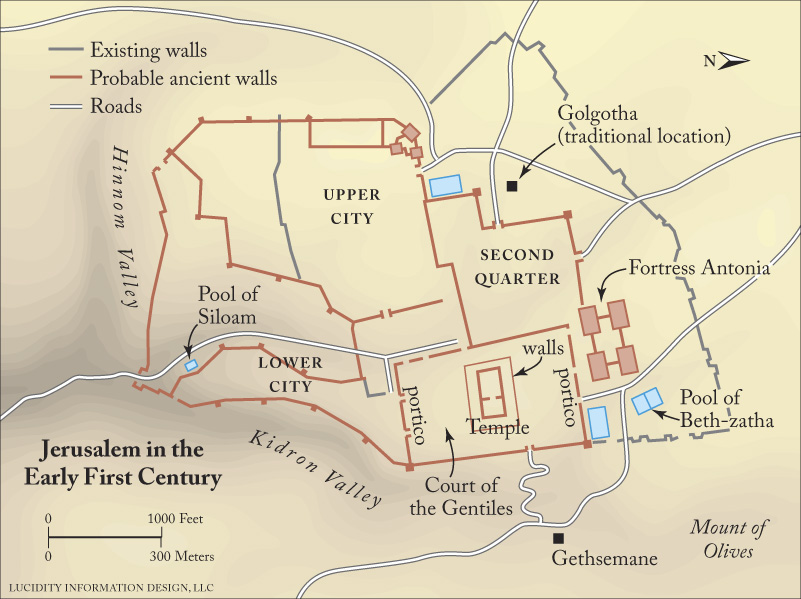 Existing walls
Probable ancient walls
Roads
N
Golgotha
(traditional location)
Hinnom Valley
UPPER
CITY
SECOND
QUARTER
Fortress Antonia
Pool of
Siloam
LOWER
CITY
walls
portico
portico
Temple
Pool of
Beth-zatha
Kidron Valley
Court of
the Gentiles
Jerusalem in the
Early First Century
0 1000 Feet
0 300 Meters
Mount of
Olives
Gethsemane
LUCIDITY INFORMATION DESIGN, LLC